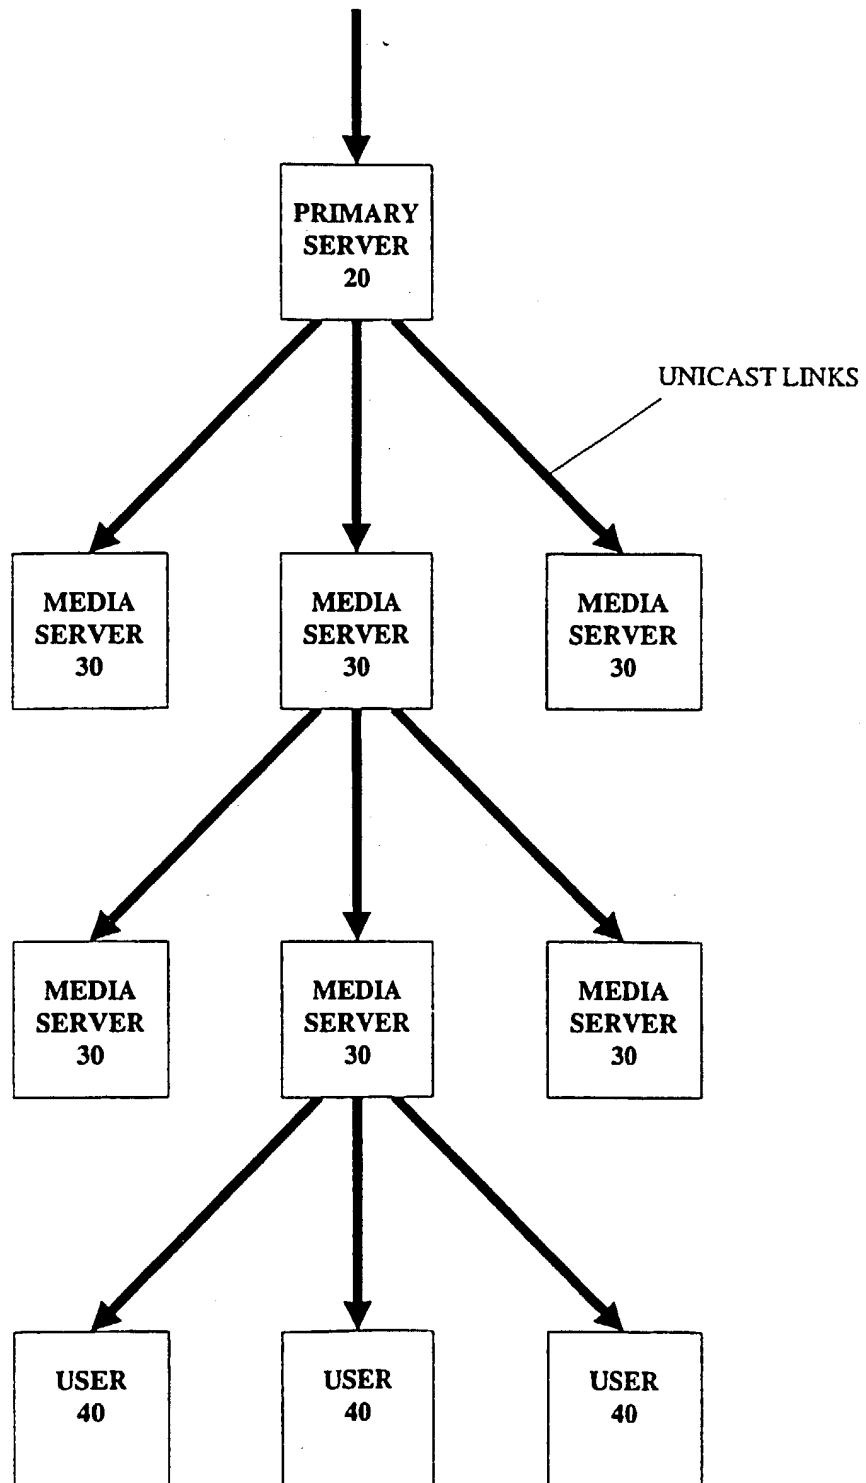 PRIMARY
SERVER
20
UNICAST LINKS
MEDIA
SERVER
30
MEDIA
SERVER
30
MEDIA
SERVER
30
MEDIA
SERVER
30
MEDIA
SERVER
30
MEDIA
SERVER
30
USER
40
USER
40
USER
40